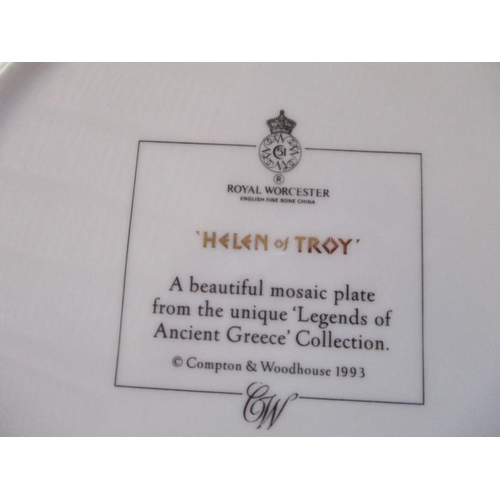 51
®
ROYAL WORCESTER
ENGLISH FINE BONE CHINA
'HELEN of TROY'
A beautiful mosaic plate
from the unique 'Legends of
Ancient Greece' Collection.
© Compton & Woodhouse 1993
CW